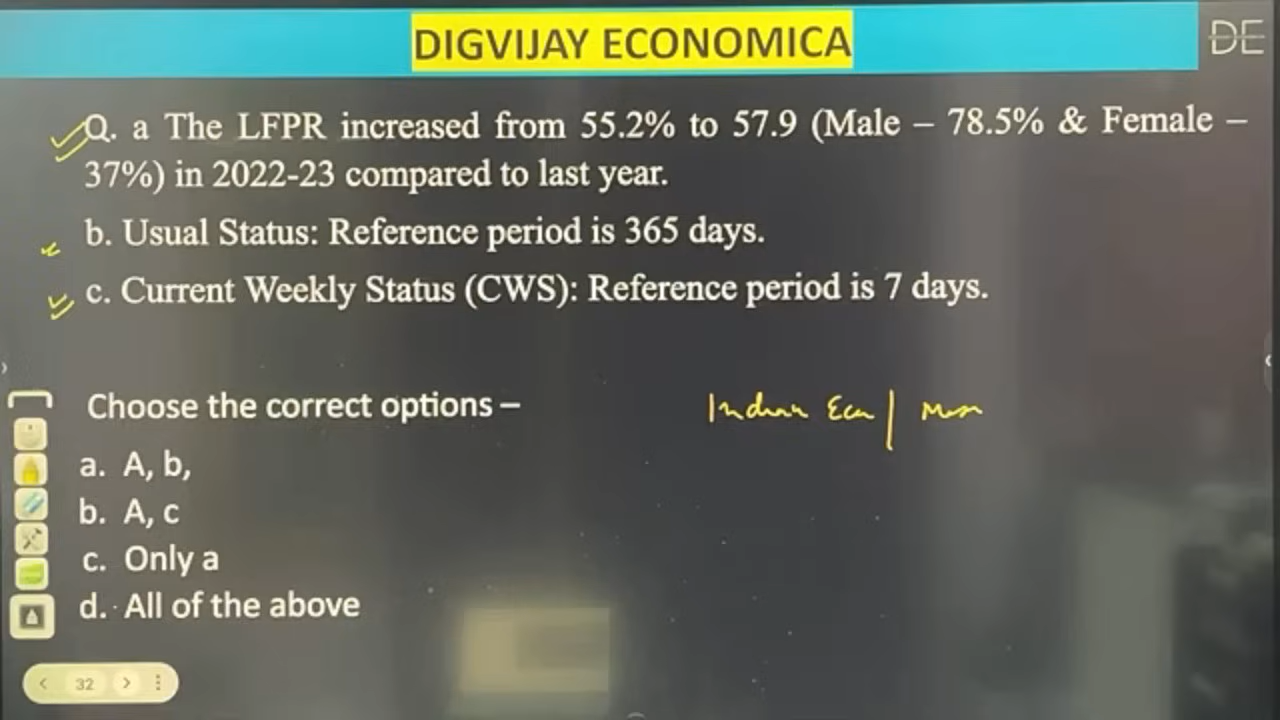 DIGVIJAY ECONOMICA
DE
Q. a The LFPR increased from 55.2% to 57.9 (Male – 78.5% & Female –
37%) in 2022-23 compared to last year.
b. Usual Status: Reference period is 365 days.
c. Current Weekly Status (CWS): Reference period is 7 days.
Choose the correct options –
Indian Eco |
a. A, b,
b. A, c
c. Only a
d. All of the above
32